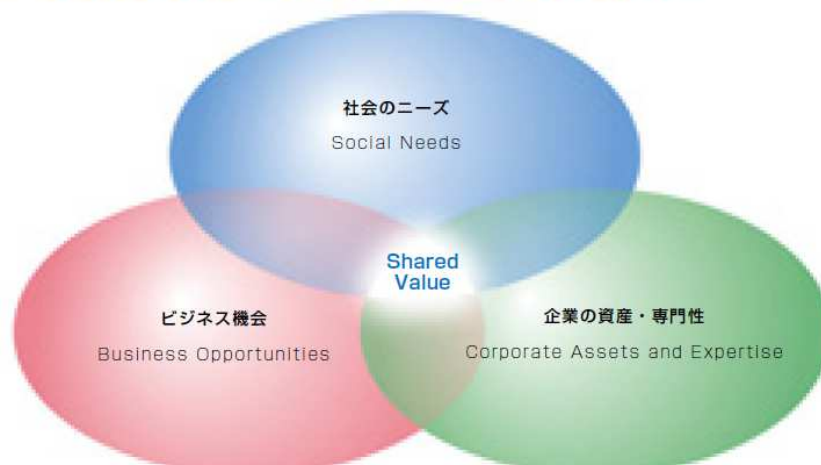 社会のニーズ
Social Needs
Shared
Value
ビジネス機会
Business Opportunities
企業の資産・専門性
Corporate Assets and Expertise